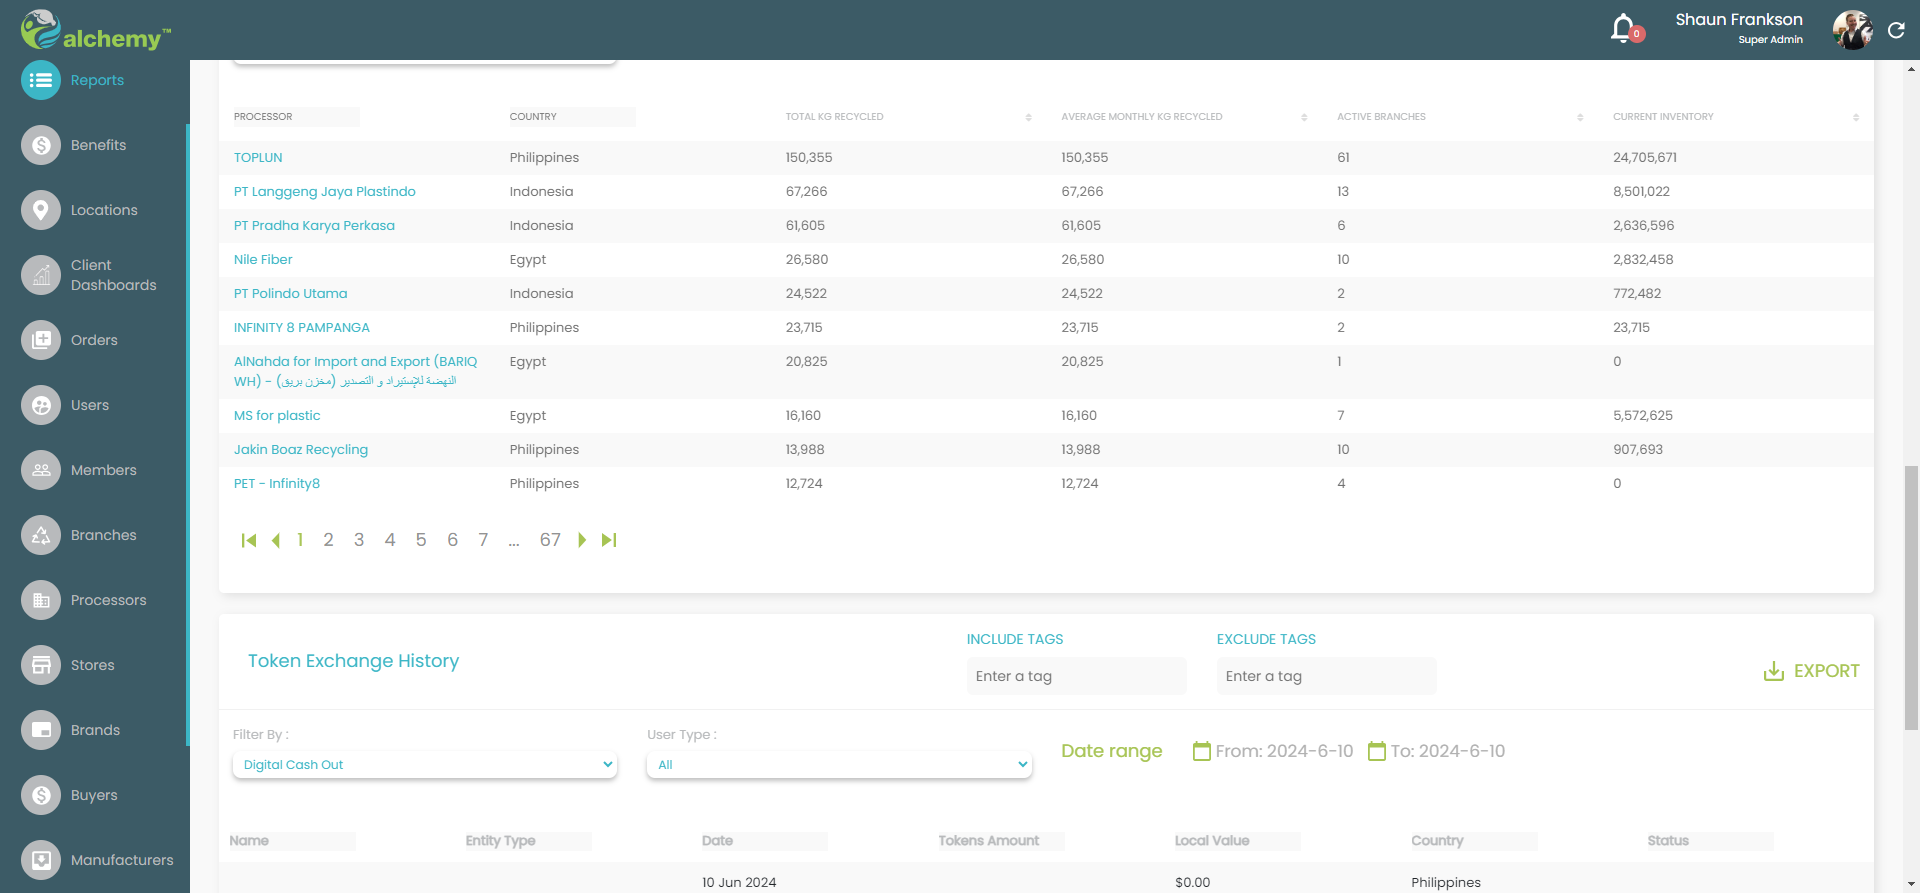 alchemy™
0
Shaun Frankson
Super Admin
Reports
Benefits
Locations
Client
Dashboards
Orders
Users
Members
Branches
Processors
Stores
Brands
Buyers
Manufacturers
PROCESSOR COUNTRY TOTAL KG RECYCLED AVERAGE MONTHLY KG RECYCLED ACTIVE BRANCHES CURRENT INVENTORY
TOPLUN Philippines 150,355 150,355 61 24,705,671
PT Langgeng Jaya Plastindo Indonesia 67,266 67,266 13 8,501,022
PT Pradha Karya Perkasa Indonesia 61,605 61,605 6 2,636,596
Nile Fiber Egypt 26,580 26,580 10 2,832,458
PT Polindo Utama Indonesia 24,522 24,522 2 772,482
INFINITY 8 PAMPANGA Philippines 23,715 23,715 2 23,715
AlNahda for Import and Export (BARIQ Egypt 20,825 20,825 1 0
WH) - النهضة للإستيراد و التصدير (مخزن بريق)
MS for plastic Egypt 16,160 16,160 7 5,572,625
Jakin Boaz Recycling Philippines 13,988 13,988 10 907,693
PET - Infinity8 Philippines 12,724 12,724 4 0
1 2 3 4 5 6 7 ... 67
Token Exchange History
INCLUDE TAGS
Enter a tag
EXCLUDE TAGS
Enter a tag
EXPORT
Filter By :
Digital Cash Out
User Type :
All
Date range From: 2024-6-10 To: 2024-6-10
Name Entity Type Date Tokens Amount Local Value Country Status
10 Jun 2024 $0.00 Philippines